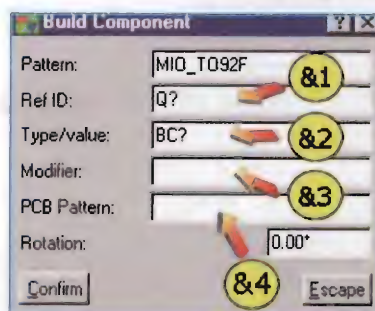 Build Component
Pattern: MIO_TO92F
&1
Ref ID: Q?
Type/value: BC?
&2
Modifier:
&3
PCB Pattern:
Rotation: 0.00°
&4
Confirm
Escape